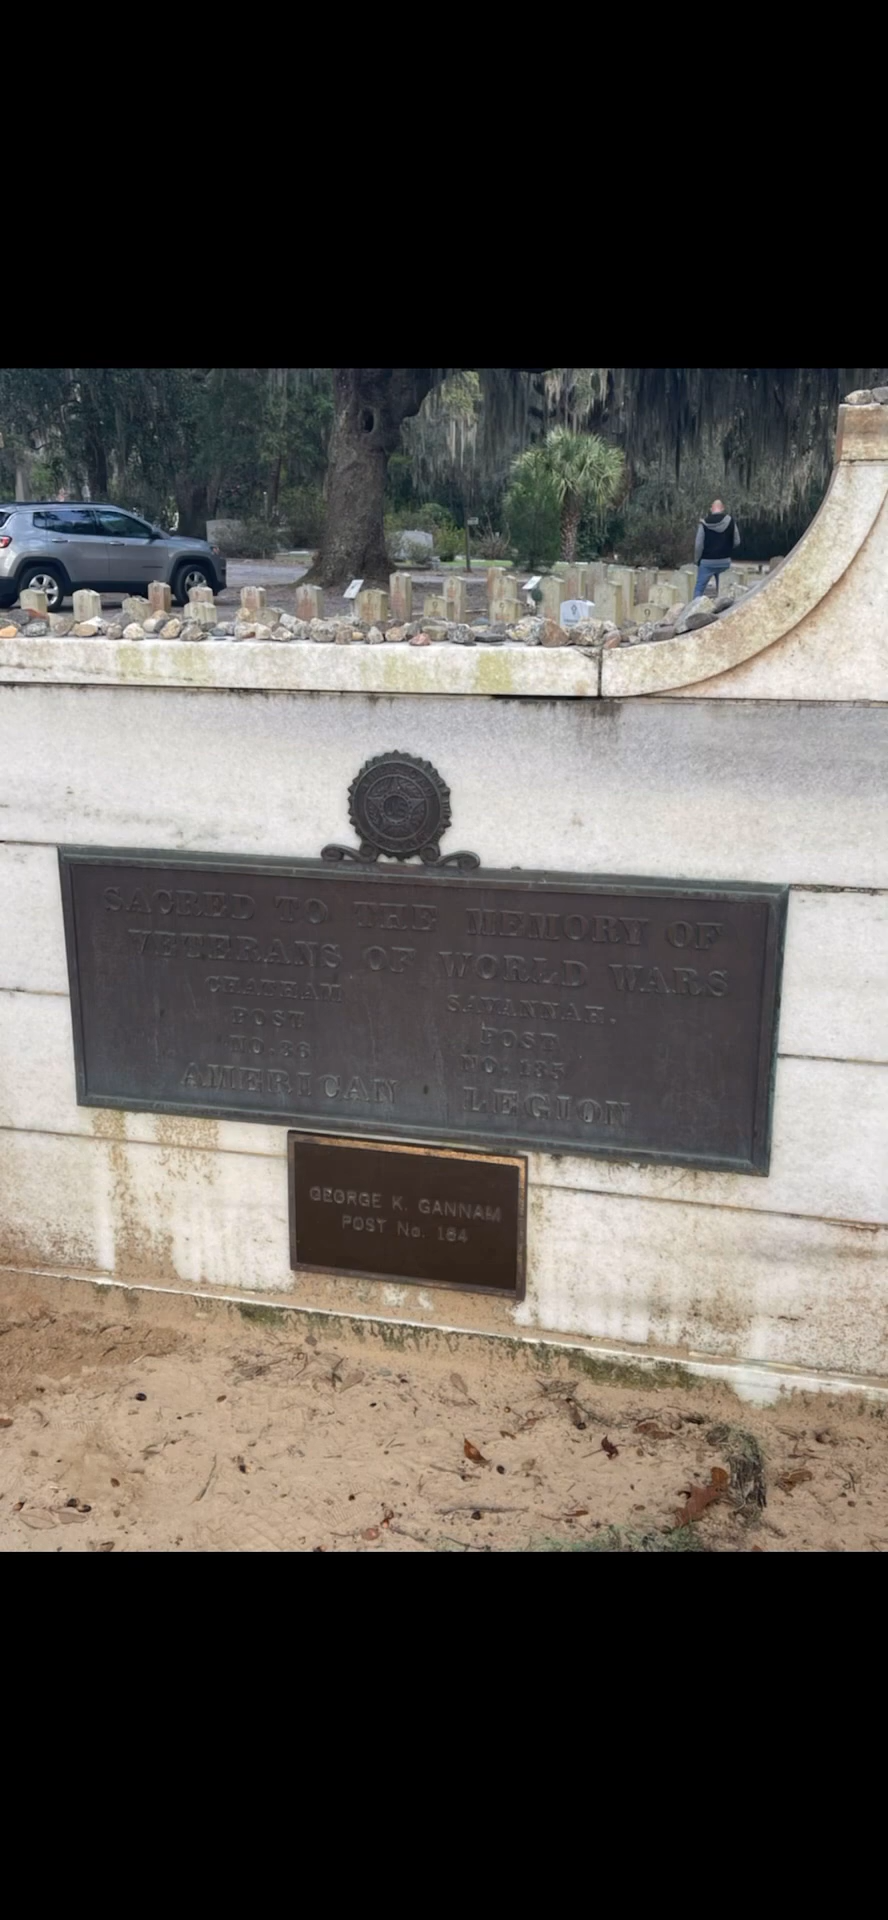 SACRED TO THE MEMORY OF
VETERANS OF WORLD WARS
CHATHAM
POST
NO. 36
SAVANNAH.
POST
NO. 135
AMERICAN LEGION
GEORGE K. GANNAM
POST No. 184